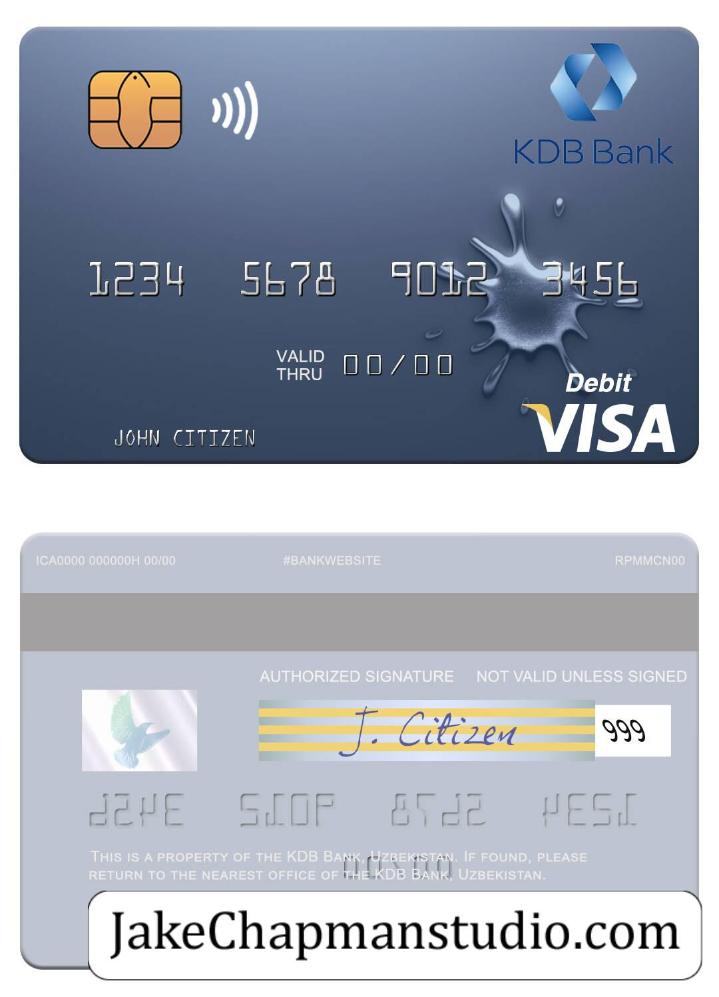 KDB Bank
1234 5678 9012 3456
VALID
THRU 00/00
Debit
JOHN CITIZEN
VISA
ICA0000 000000H 00/00 #BANKWEBSITE RPMMCN00
AUTHORIZED SIGNATURE NOT VALID UNLESS SIGNED
J. Citizen 999
THIS IS A PROPERTY OF THE KDB BANK, UZBEKISTAN. IF FOUND, PLEASE
RETURN TO THE NEAREST OFFICE OF THE KDB BANK, UZBEKISTAN.
JakeChapmanstudio.com